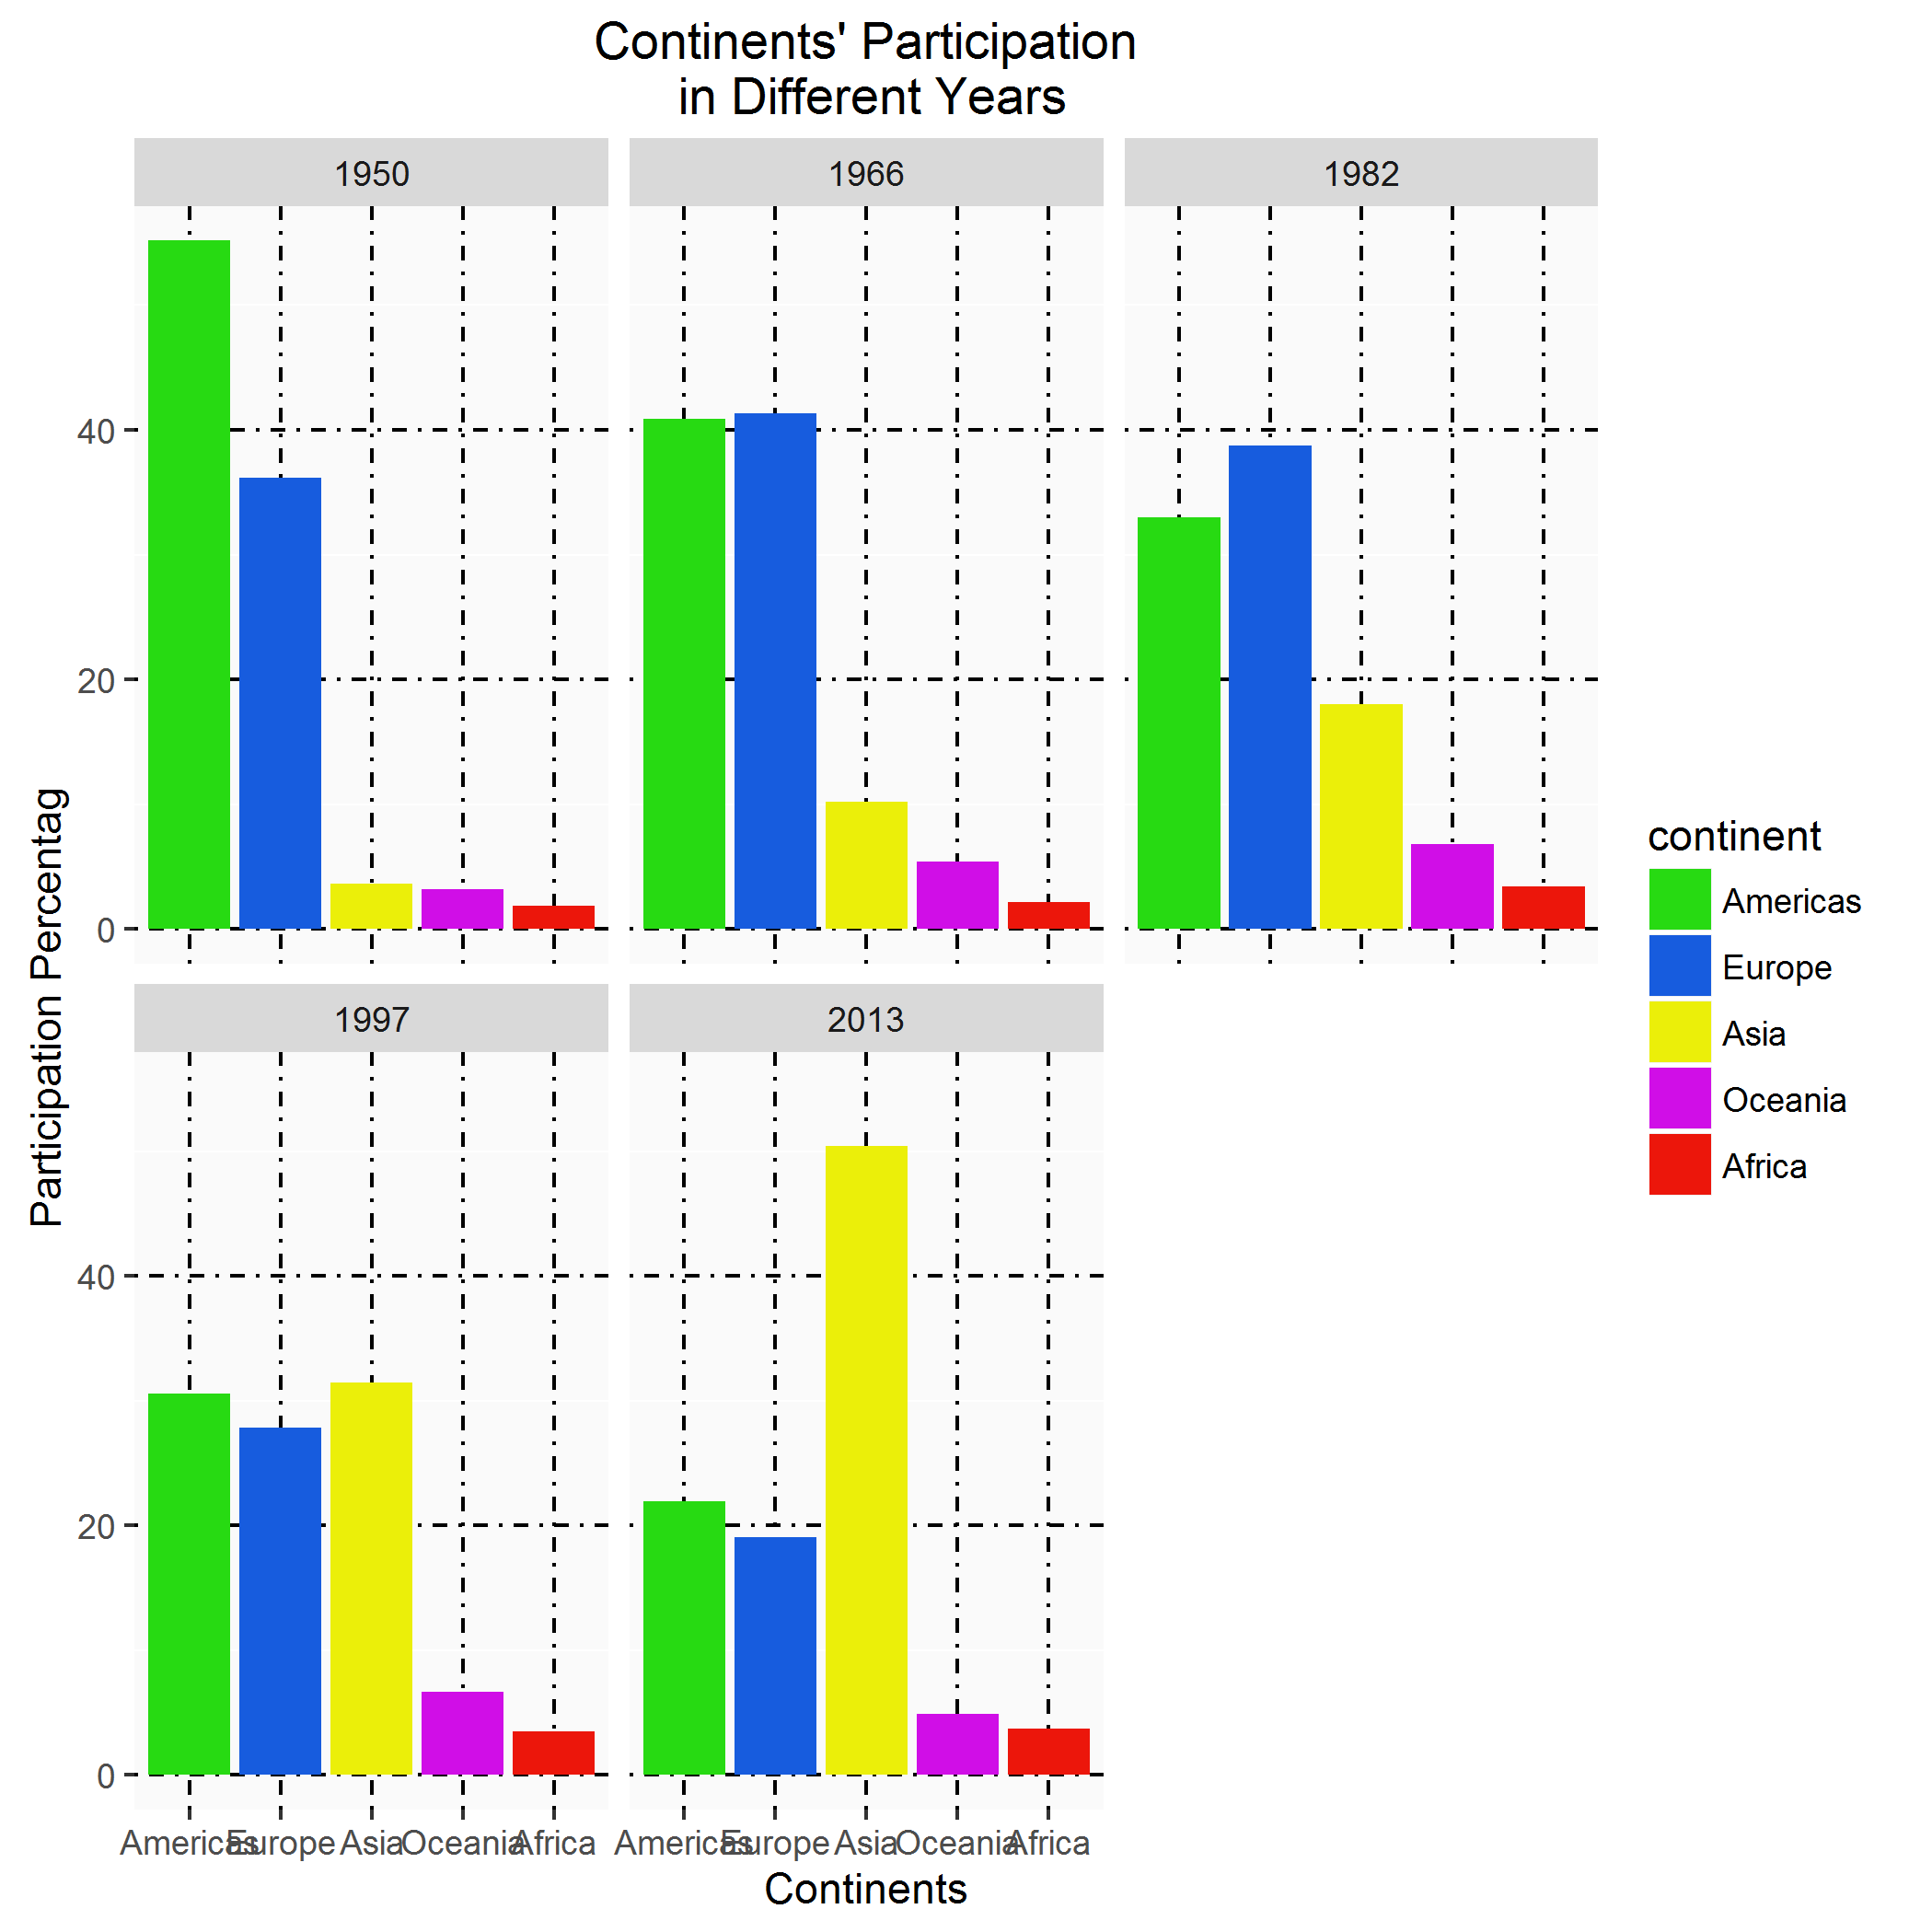 Continents' Participation
in Different Years
1950
1966
1982
40
20
0
1997
2013
40
20
0
Americas
Europe
Asia
Oceania
Africa
Americas
Europe
Asia
Oceania
Africa
Continents
Participation Percentag
continent
Americas
Europe
Asia
Oceania
Africa